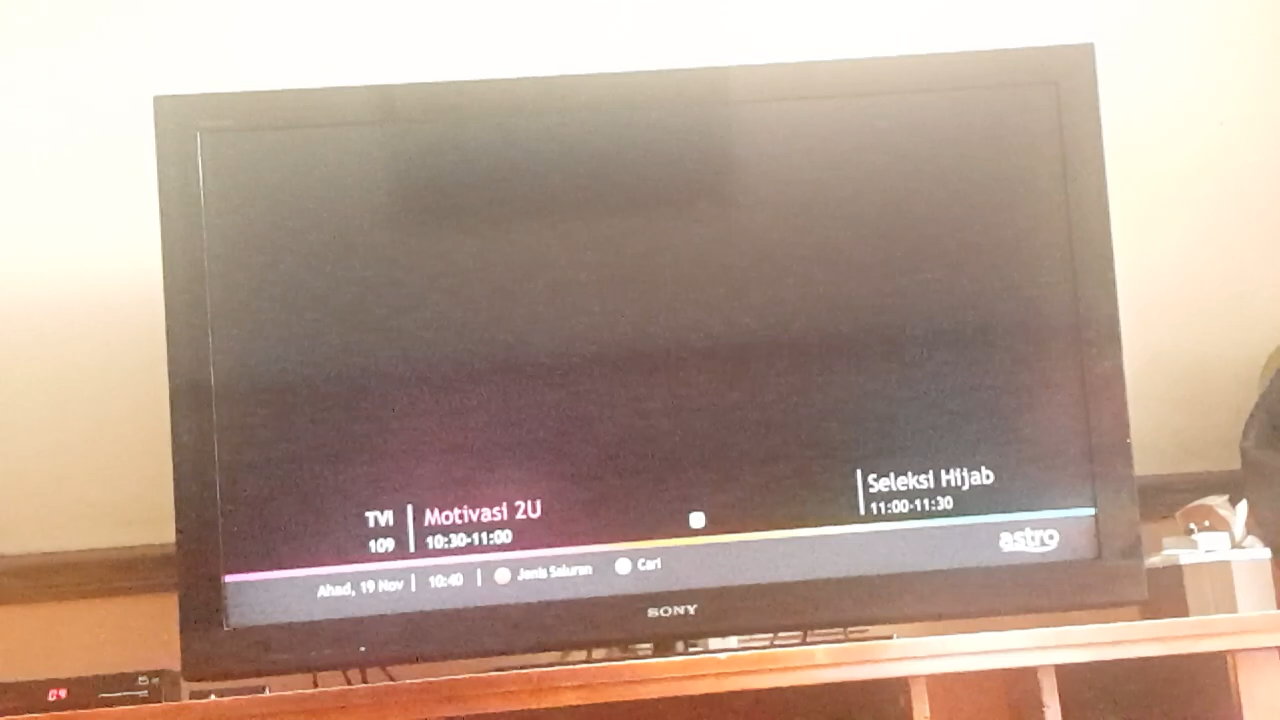 TVI
109
Motivasi 2U
10:30-11:00
Seleksi Hijab
11:00-11:30
astro
Ahad, 19 Nov | 10:40 | Jenis Saluran Cari
SONY